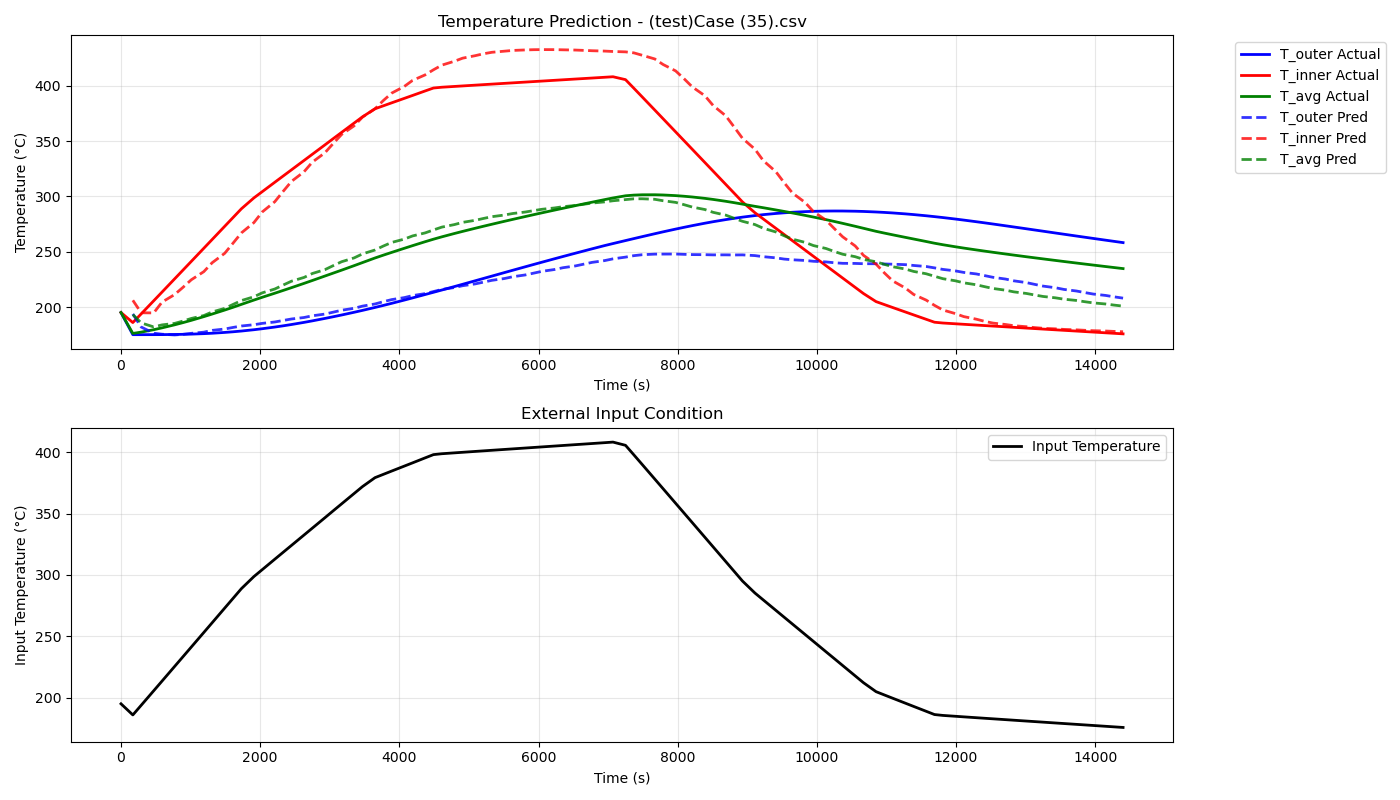 Temperature Prediction - (test)Case (35).csv
Temperature (°C)
400
350
300
250
200
0
2000
4000
6000
8000
10000
12000
14000
Time (s)
T_outer Actual
T_inner Actual
T_avg Actual
T_outer Pred
T_inner Pred
T_avg Pred
External Input Condition
Input Temperature (°C)
400
350
300
250
200
0
2000
4000
6000
8000
10000
12000
14000
Time (s)
Input Temperature